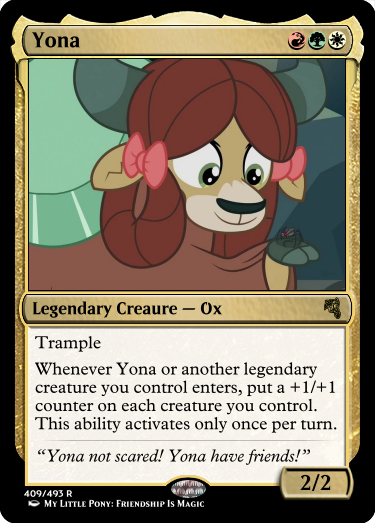 Yona
Legendary Creaure — Ox
Trample
Whenever Yona or another legendary
creature you control enters, put a +1/+1
counter on each creature you control.
This ability activates only once per turn.
“Yona not scared! Yona have friends!”
2/2
409/493 R
My Little Pony: Friendship Is Magic